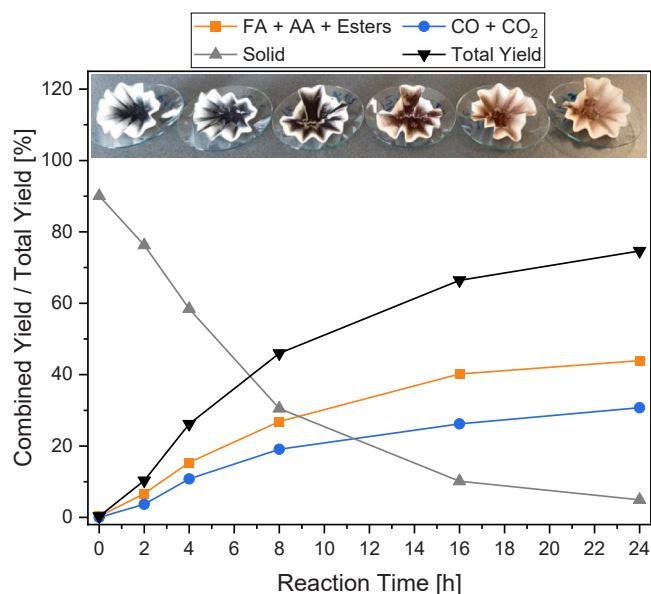 FA + AA + Esters CO + CO₂
Solid Total Yield
Combined Yield / Total Yield [%]
120
100
80
60
40
20
0
0 2 4 6 8 10 12 14 16 18 20 22 24
Reaction Time [h]